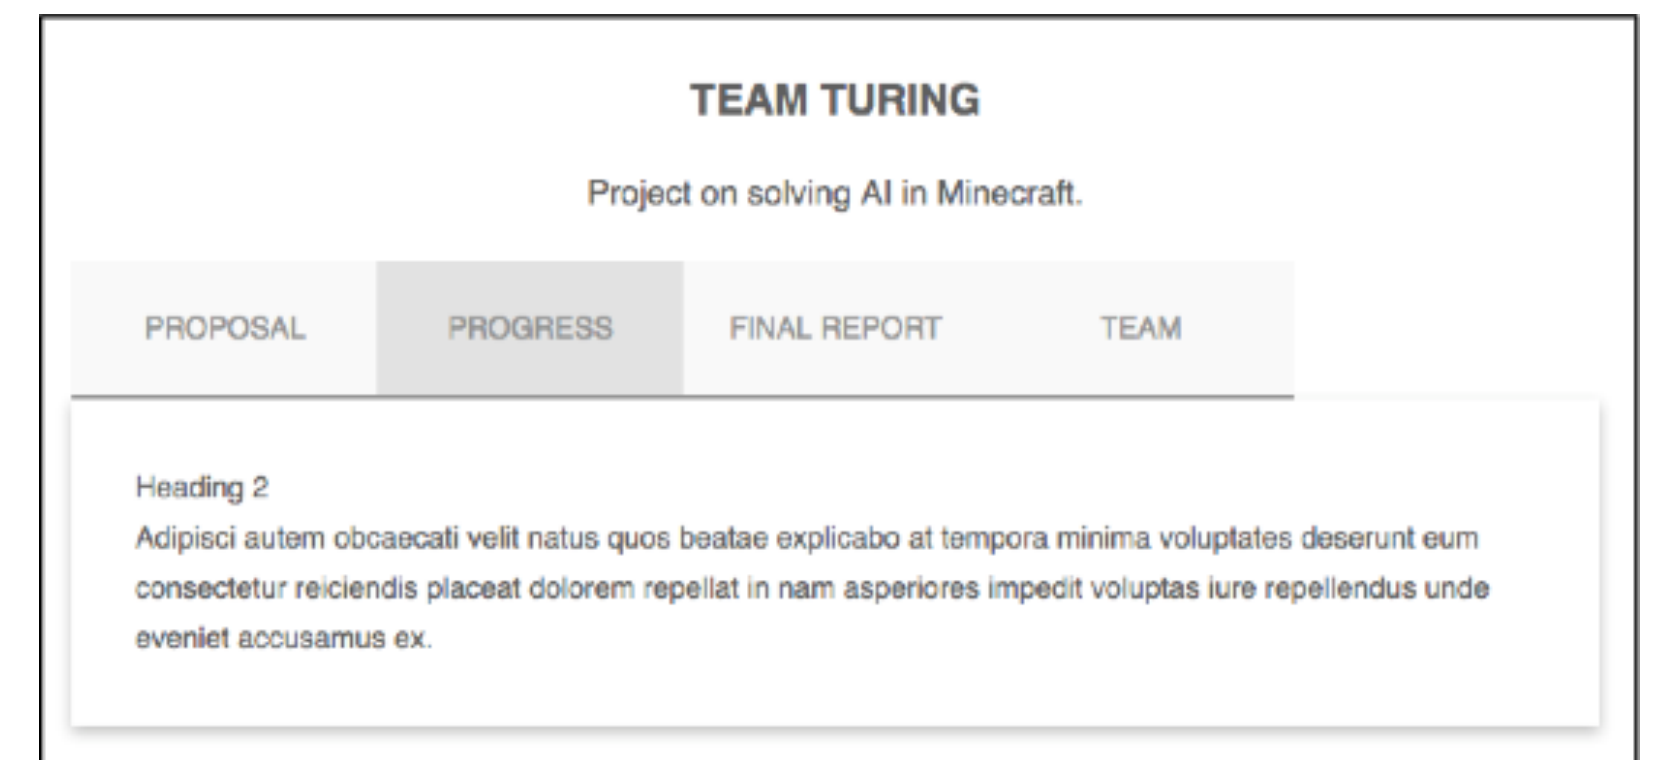 TEAM TURING
Project on solving AI in Minecraft.
PROPOSAL PROGRESS FINAL REPORT TEAM
Heading 2
Adipisci autem obcaecati velit natus quos beatae explicabo at tempora minima voluptates deserunt eum
consectetur reiciendis placeat dolorem repellat in nam asperiores impedit voluptas iure repellendus unde
eveniet accusamus ex.